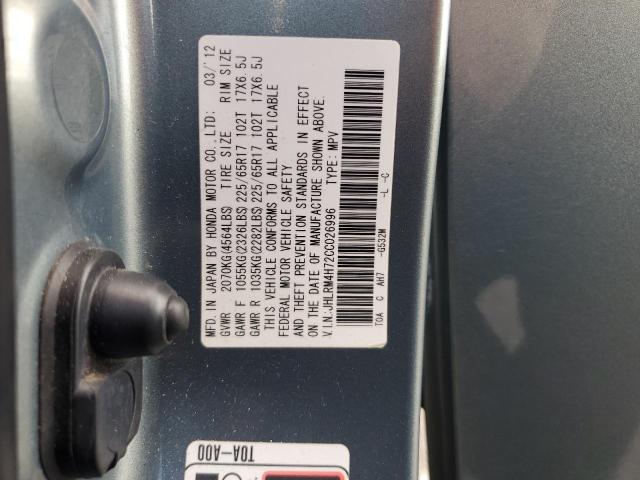 MFD. IN JAPAN BY HONDA MOTOR CO., LTD: 03/'12
GVWR 2070KG(4564LBS) TIRE SIZE RIM SIZE
GAWR F 1055KG(2326LBS) 225/65R17 102T 17X6.5J
GAWR R 1035KG(2282LBS) 225/65R17 102T 17X6.5J
THIS VEHICLE CONFORMS TO ALL APPLICABLE
FEDERAL MOTOR VEHICLE SAFETY
AND THEFT PREVENTION STANDARDS IN EFFECT
ON THE DATE OF MANUFACTURE SHOWN ABOVE.
V.I.N.:JHLRM4H72CC026996 TYPE: MPV
TOA C AH7 -G532M -L -C
TOA-A00